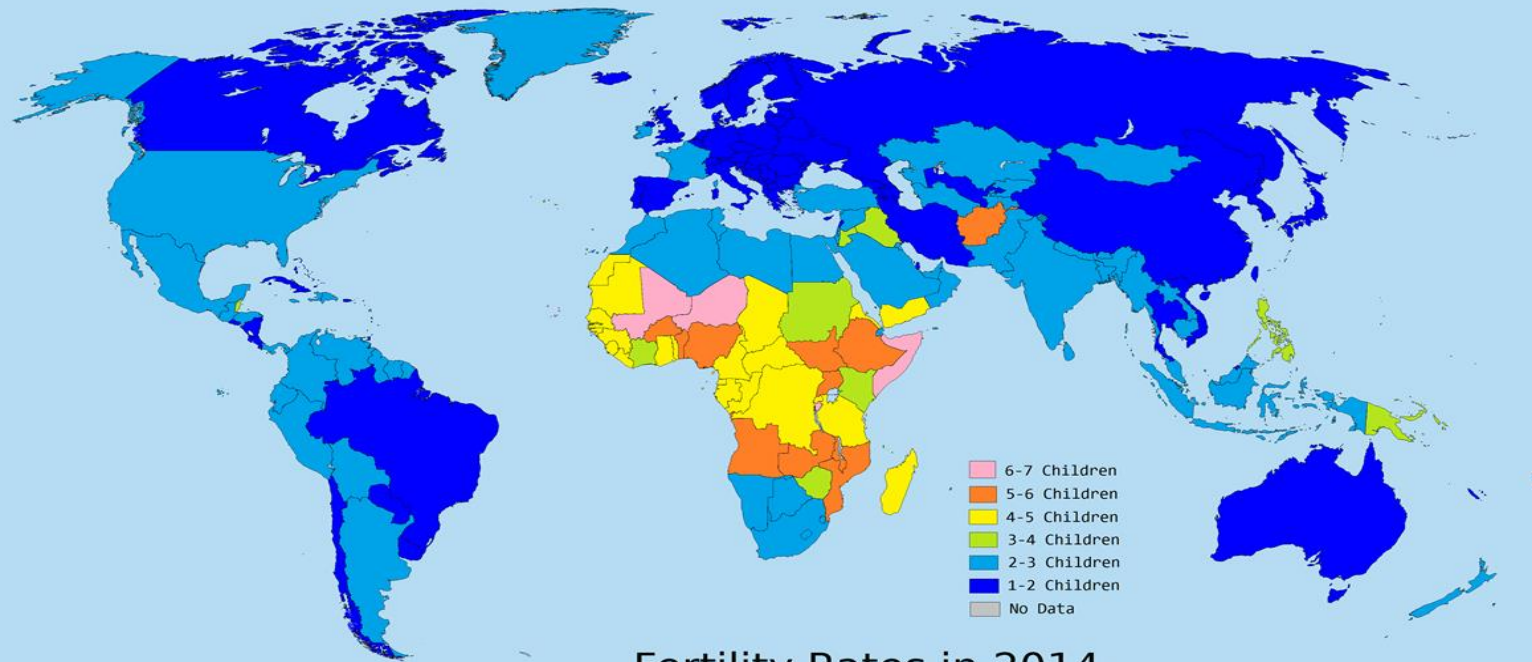 6-7 Children
5-6 Children
4-5 Children
3-4 Children
2-3 Children
1-2 Children
No Data
Fertility Rates in 2014